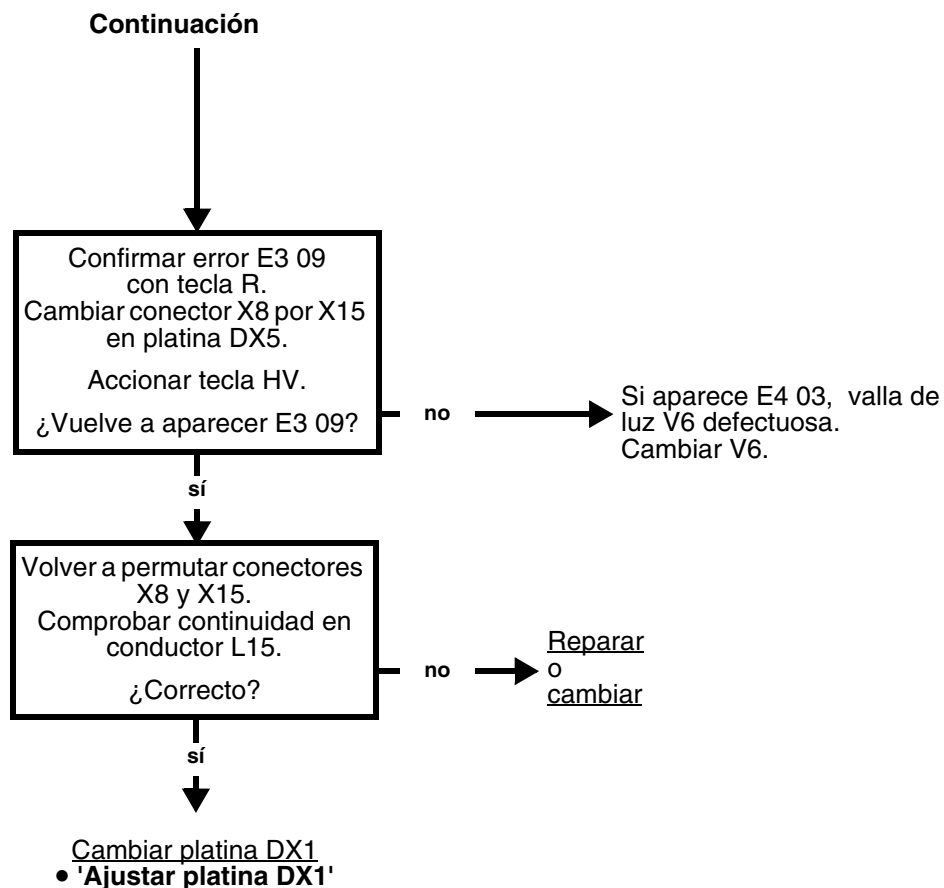 Continuación
Confirmar error E3 09
con tecla R.
Cambiar conector X8 por X15
en platina DX5.
Accionar tecla HV.
¿Vuelve a aparecer E3 09?
no
Si aparece E4 03, valla de
luz V6 defectuosa.
Cambiar V6.
sí
Volver a permutar conectores
X8 y X15.
Comprobar continuidad en
conductor L15.
¿Correcto?
no
Reparar
o
cambiar
sí
Cambiar platina DX1
• 'Ajustar platina DX1'